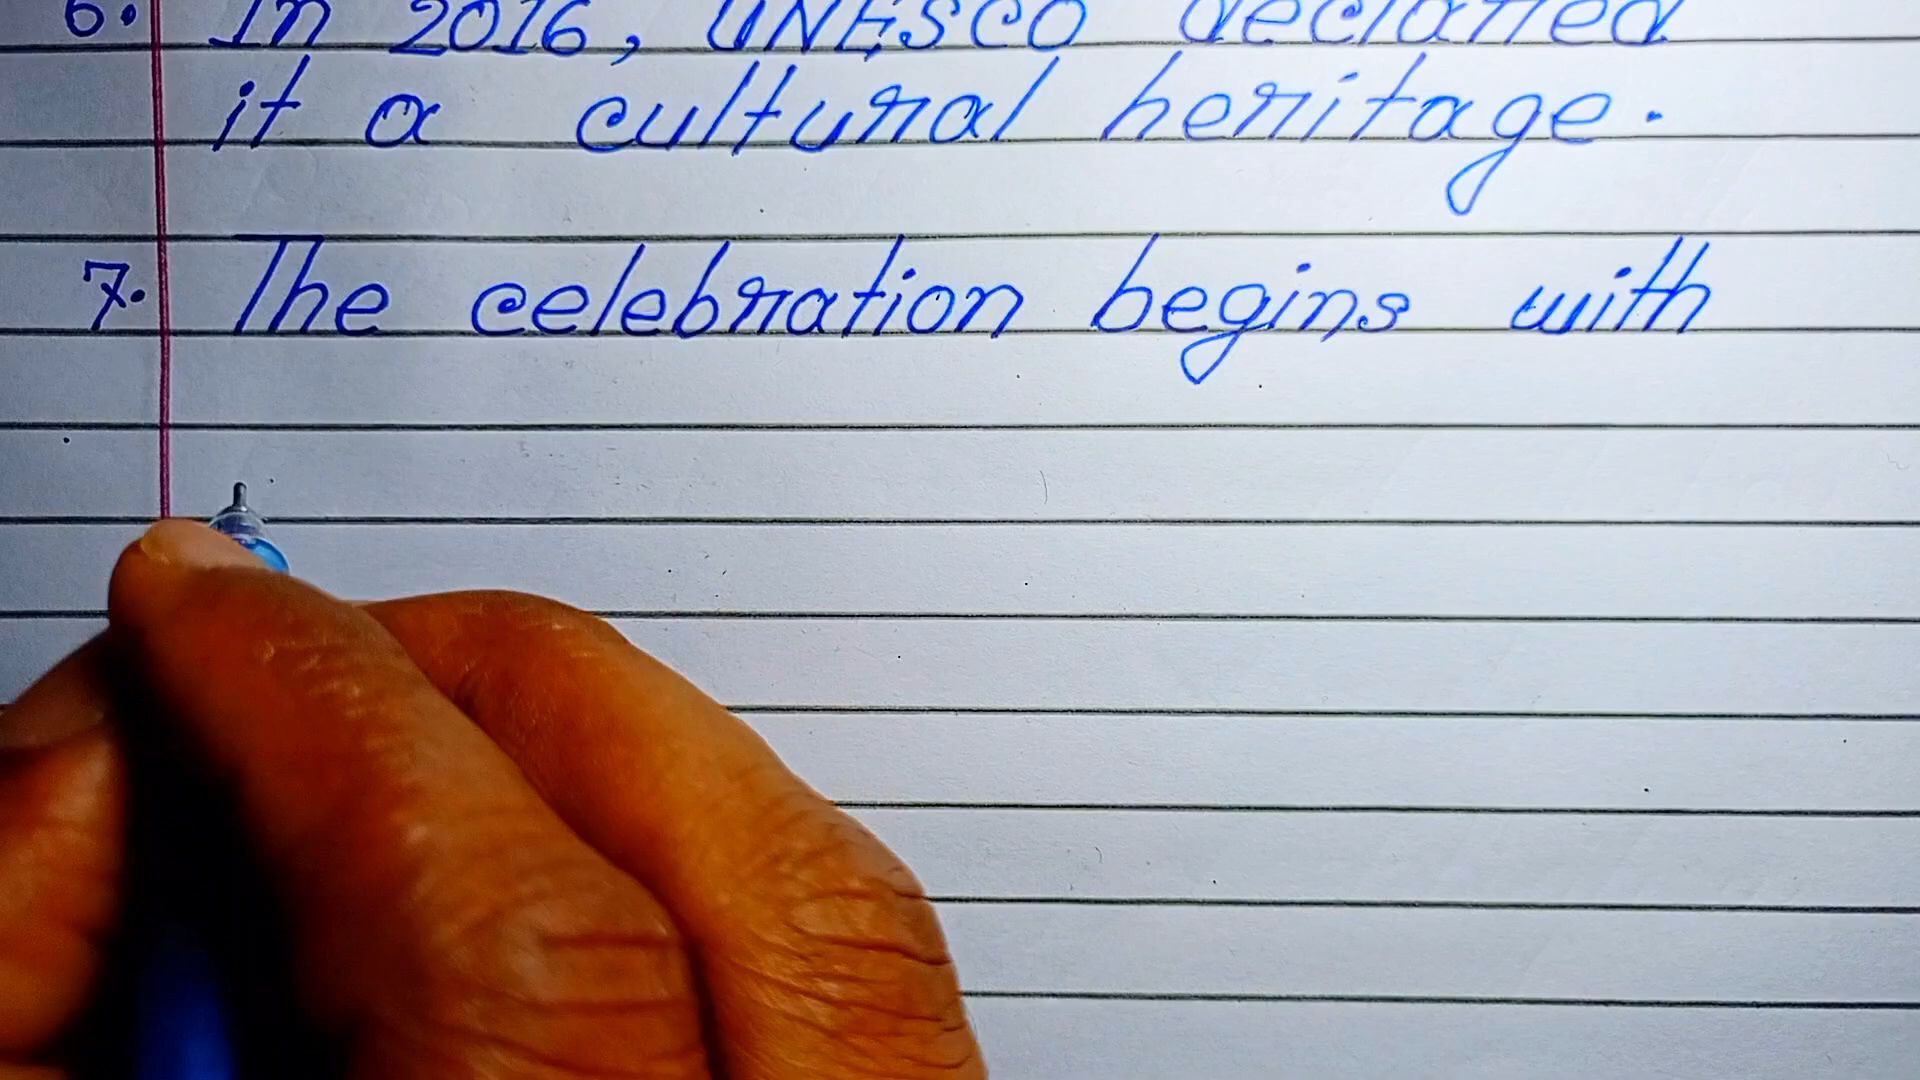 6. In 2016, UNESCO declared
it a cultural heritage.
7. The celebration begins with